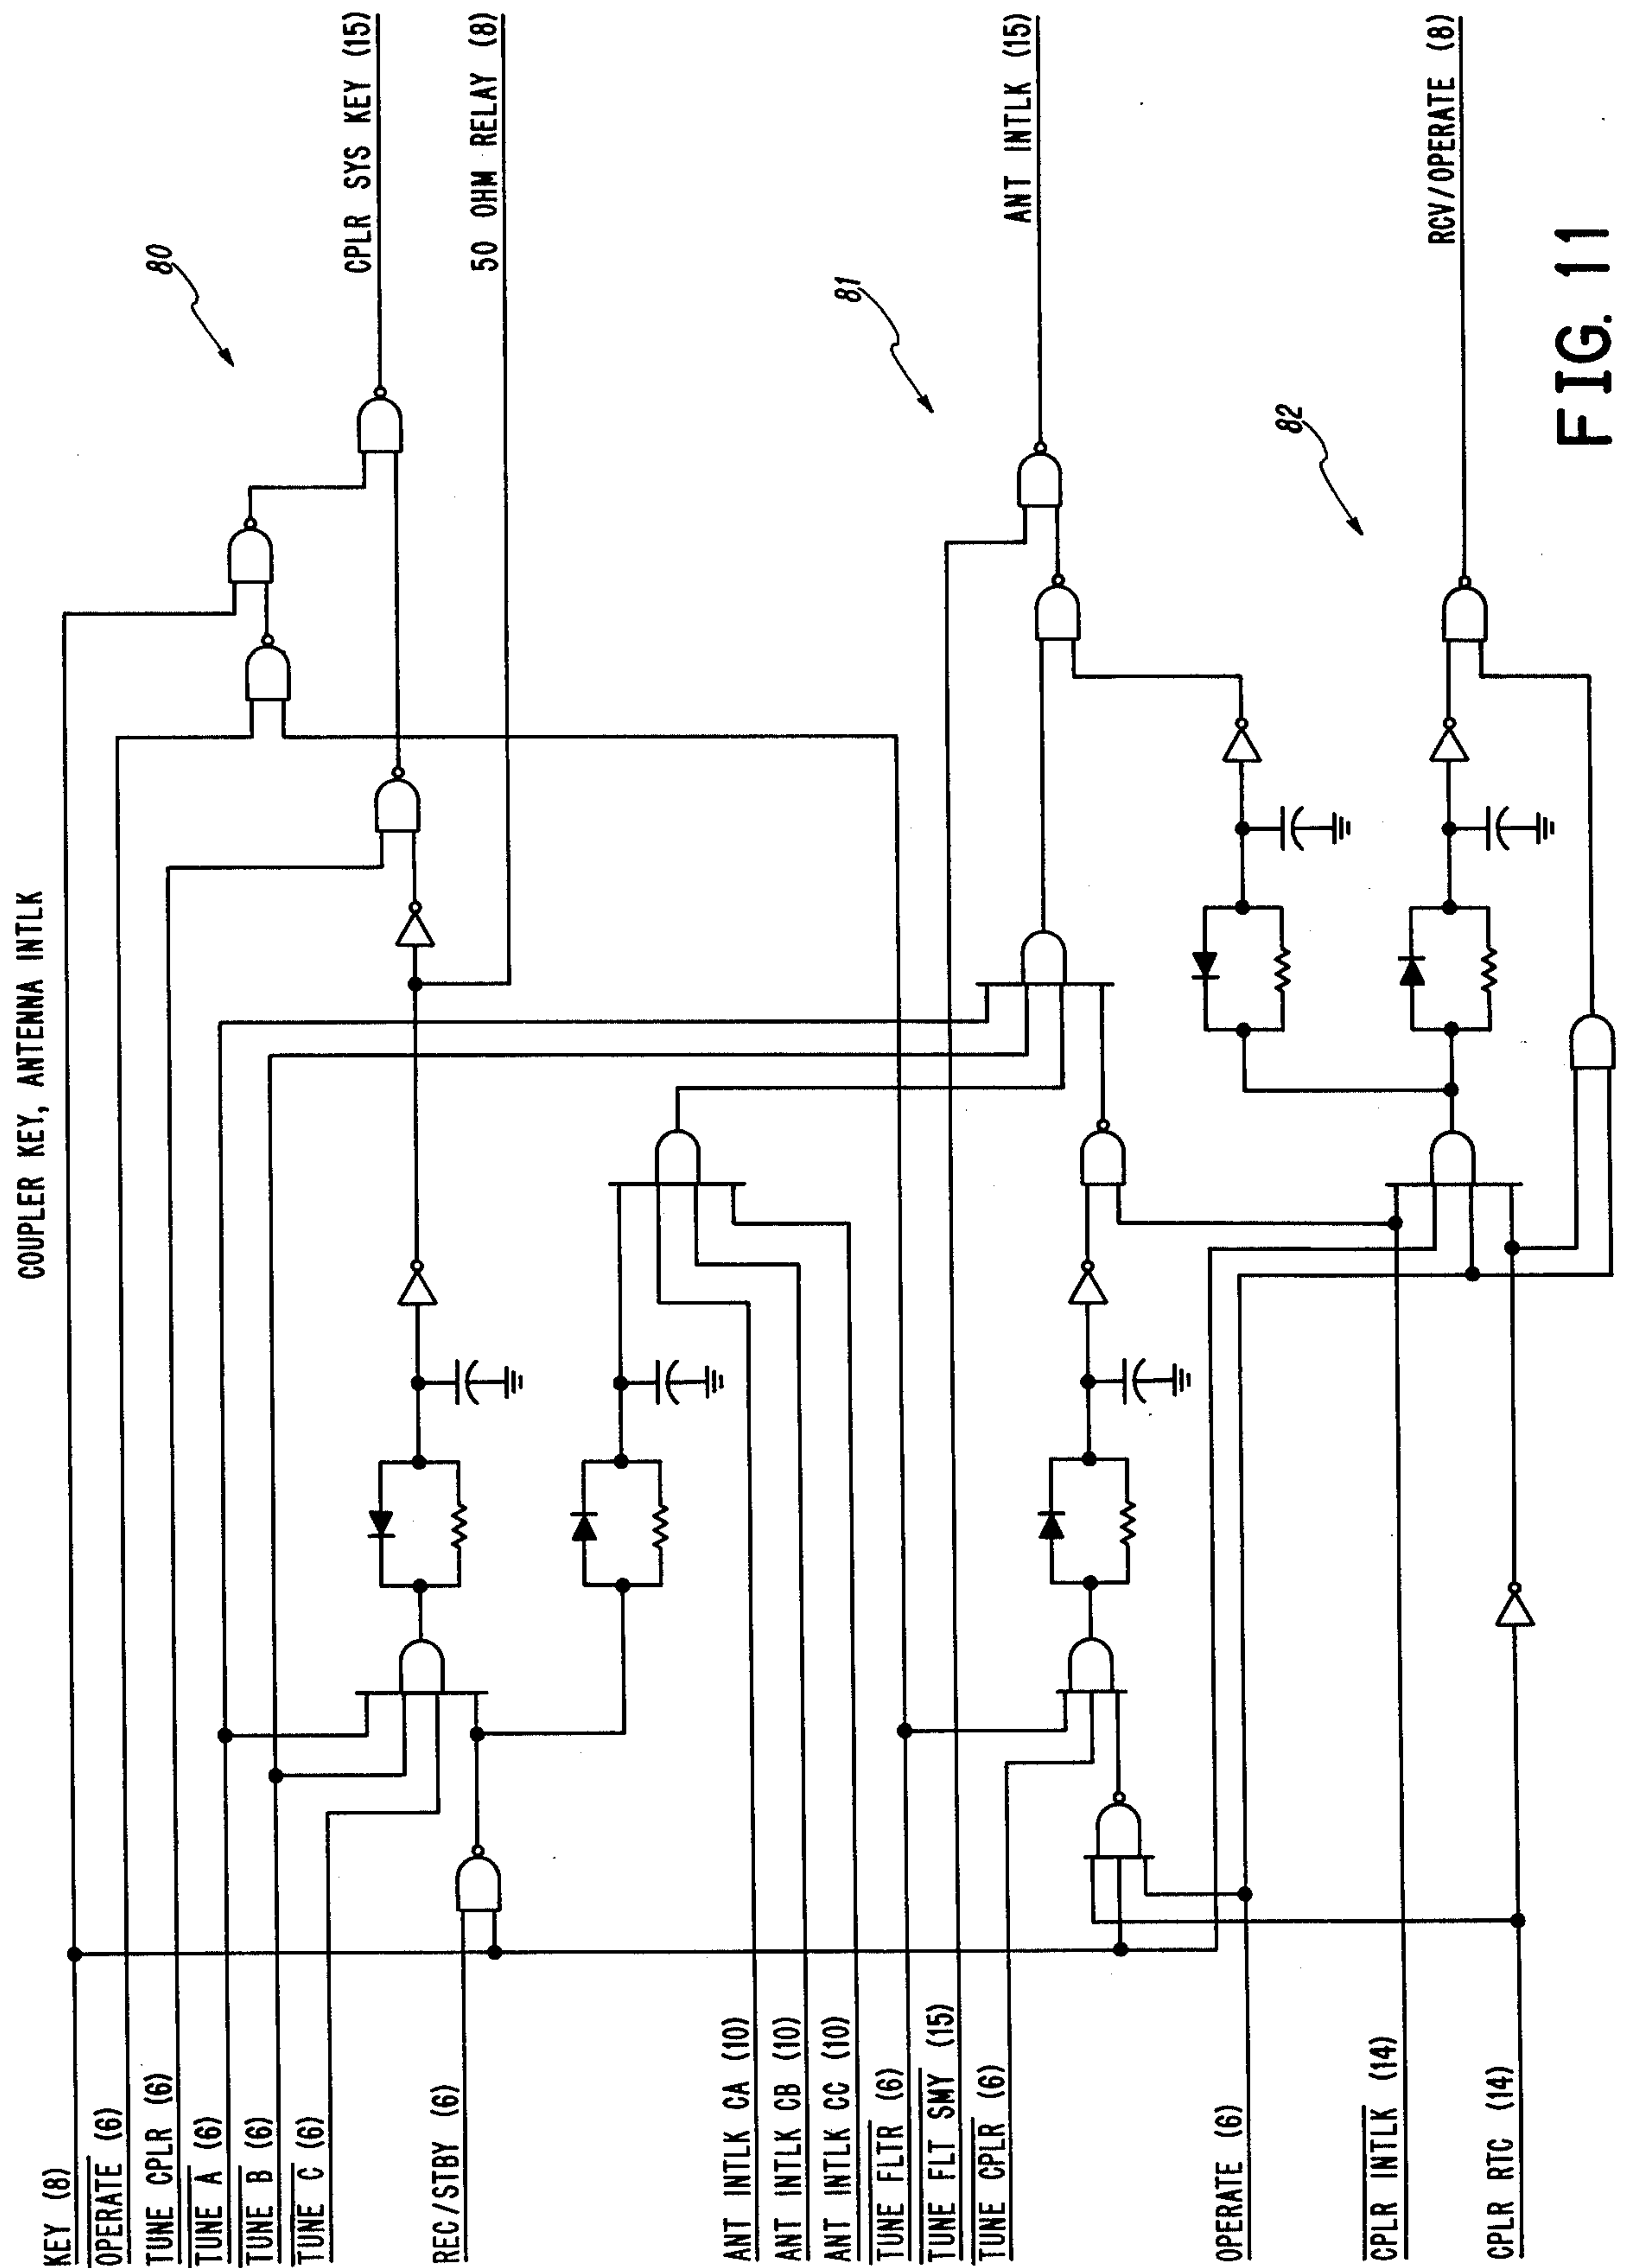 COUPLER KEY, ANTENNA INTLK
KEY (8)
OPERATE (6)
TUNE CPLR (6)
TUNE A (6)
TUNE B (6)
TUNE C (6)
REC/STBY (6)
ANT INTLK CA (10)
ANT INTLK CB (10)
ANT INTLK CC (10)
TUNE FLTR (6)
TUNE FLT SMY (15)
TUNE CPLR (6)
OPERATE (6)
CPLR INTLK (14)
CPLR RTC (14)
80
CPLR SYS KEY (15)
50 OHM RELAY (8)
81
ANT INTLK (15)
82
RCV/OPERATE (8)
FIG. 11